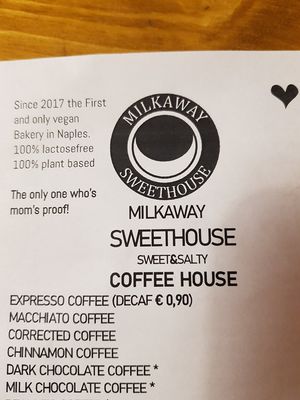 Since 2017 the First
and only vegan
Bakery in Naples.
100% lactosefree
100% plant based
The only one who's
mom's proof!
MILKAWAY
SWEETHOUSE
MILKAWAY
SWEETHOUSE
SWEET&SALTY
COFFEE HOUSE
EXPRESSO COFFEE (DECAF € 0,90)
MACCHIATO COFFEE
CORRECTED COFFEE
CHINNAMON COFFEE
DARK CHOCOLATE COFFEE *
MILK CHOCOLATE COFFEE *